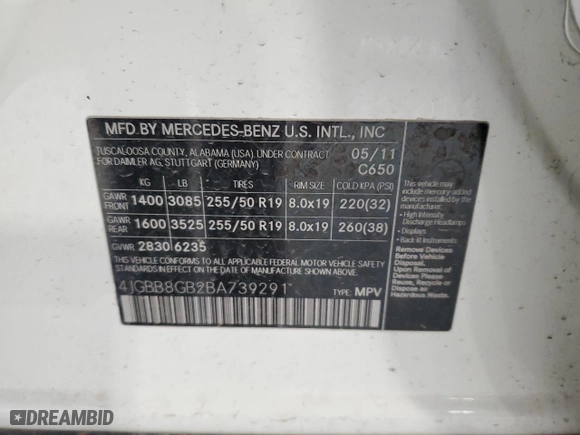 MFD.BY MERCEDES-BENZ U.S. INTL., INC
TUSCALOOSA COUNTY, ALABAMA (USA), UNDER CONTRACT 05/11
FOR DAIMLER AG, STUTTGART (GERMANY) C650
KG LB TIRES RIM SIZE COLD KPA (PSI)
GAWR FRONT 1400 3085 255/50 R19 8.0x19 220(32)
GAWR REAR 1600 3525 255/50 R19 8.0x19 260(38)
GVWR 2830 6235
THIS VEHICLE CONFORMS TO ALL APPLICABLE FEDERAL MOTOR VEHICLE SAFETY
STANDARDS IN EFFECT ON THE DATE OF MANUFACTURE SHOWN ABOVE.
4JGBB8GB2BA739291 TYPE: MPV
This vehicle may include
mercury-added devices
installed by the
manufacturer:
• High Intensity
Discharge Headlamps
• Displays
• Back-lit Instruments
Remove Devices Before
Vehicle Disposal.
Upon Removal Please
Reuse, Recycle or
Dispose as
Hazardous Waste.
DREAMBID